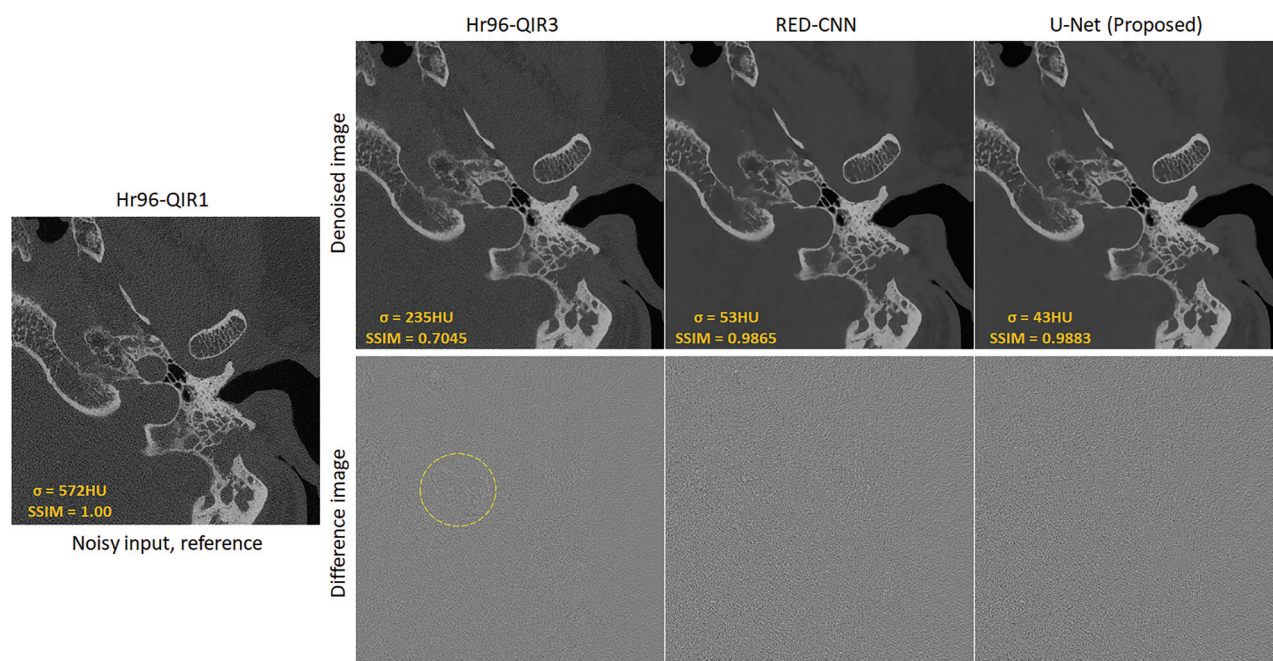 Hr96-QIR1
σ = 572HU
SSIM = 1.00
Noisy input, reference
Hr96-QIR3
RED-CNN
U-Net (Proposed)
Denoised image
σ = 235HU
SSIM = 0.7045
σ = 53HU
SSIM = 0.9865
σ = 43HU
SSIM = 0.9883
Difference image